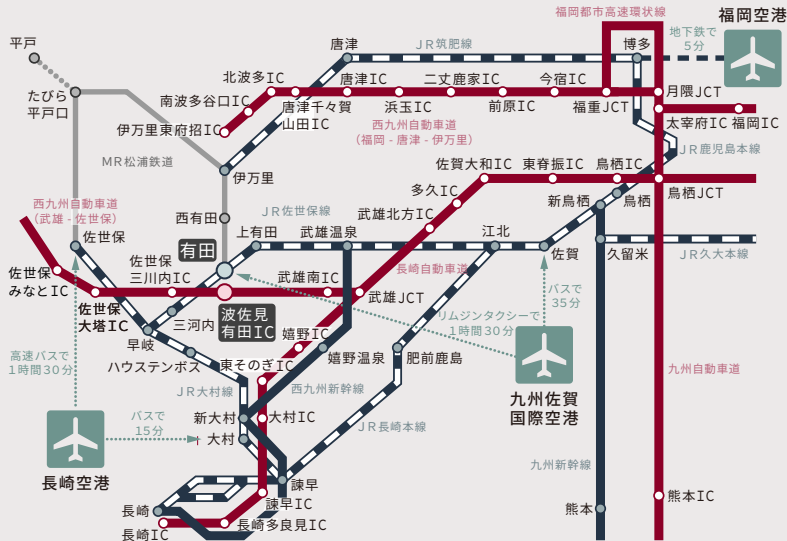 福岡都市高速環状線
福岡空港
地下鉄で
5分
平戸
唐津
JR筑肥線
博多
たびら
平戸口
北波多IC
唐津IC
二丈鹿家IC
今宿IC
月隈JCT
南波多谷口IC
唐津千々賀
山田IC
浜玉IC
前原IC
福重JCT
太宰府IC
福岡IC
伊万里東府招IC
西九州自動車道
(福岡 - 唐津 - 伊万里)
MR松浦鉄道
JR鹿児島本線
伊万里
佐賀大和IC
東脊振IC
鳥栖IC
鳥栖JCT
多久IC
新鳥栖
鳥栖
西九州自動車道
(武雄 - 佐世保)
西有田
JR佐世保線
武雄北方IC
佐世保
上有田
武雄温泉
江北
佐賀
久留米
JR久大本線
有田
佐世保
みなとIC
佐世保
三川内IC
武雄南IC
長崎自動車道
武雄JCT
バスで
35分
佐世保
大塔IC
三河内
波佐見
有田IC
リムジンタクシーで
1時間30分
早岐
嬉野IC
高速バスで
1時間30分
ハウステンボス
東そのぎIC
嬉野温泉
肥前鹿島
九州自動車道
JR大村線
西九州新幹線
九州佐賀
国際空港
バスで
15分
新大村
大村IC
大村
JR長崎本線
長崎空港
九州新幹線
諫早
長崎
諫早IC
熊本
熊本IC
長崎IC
長崎多良見IC